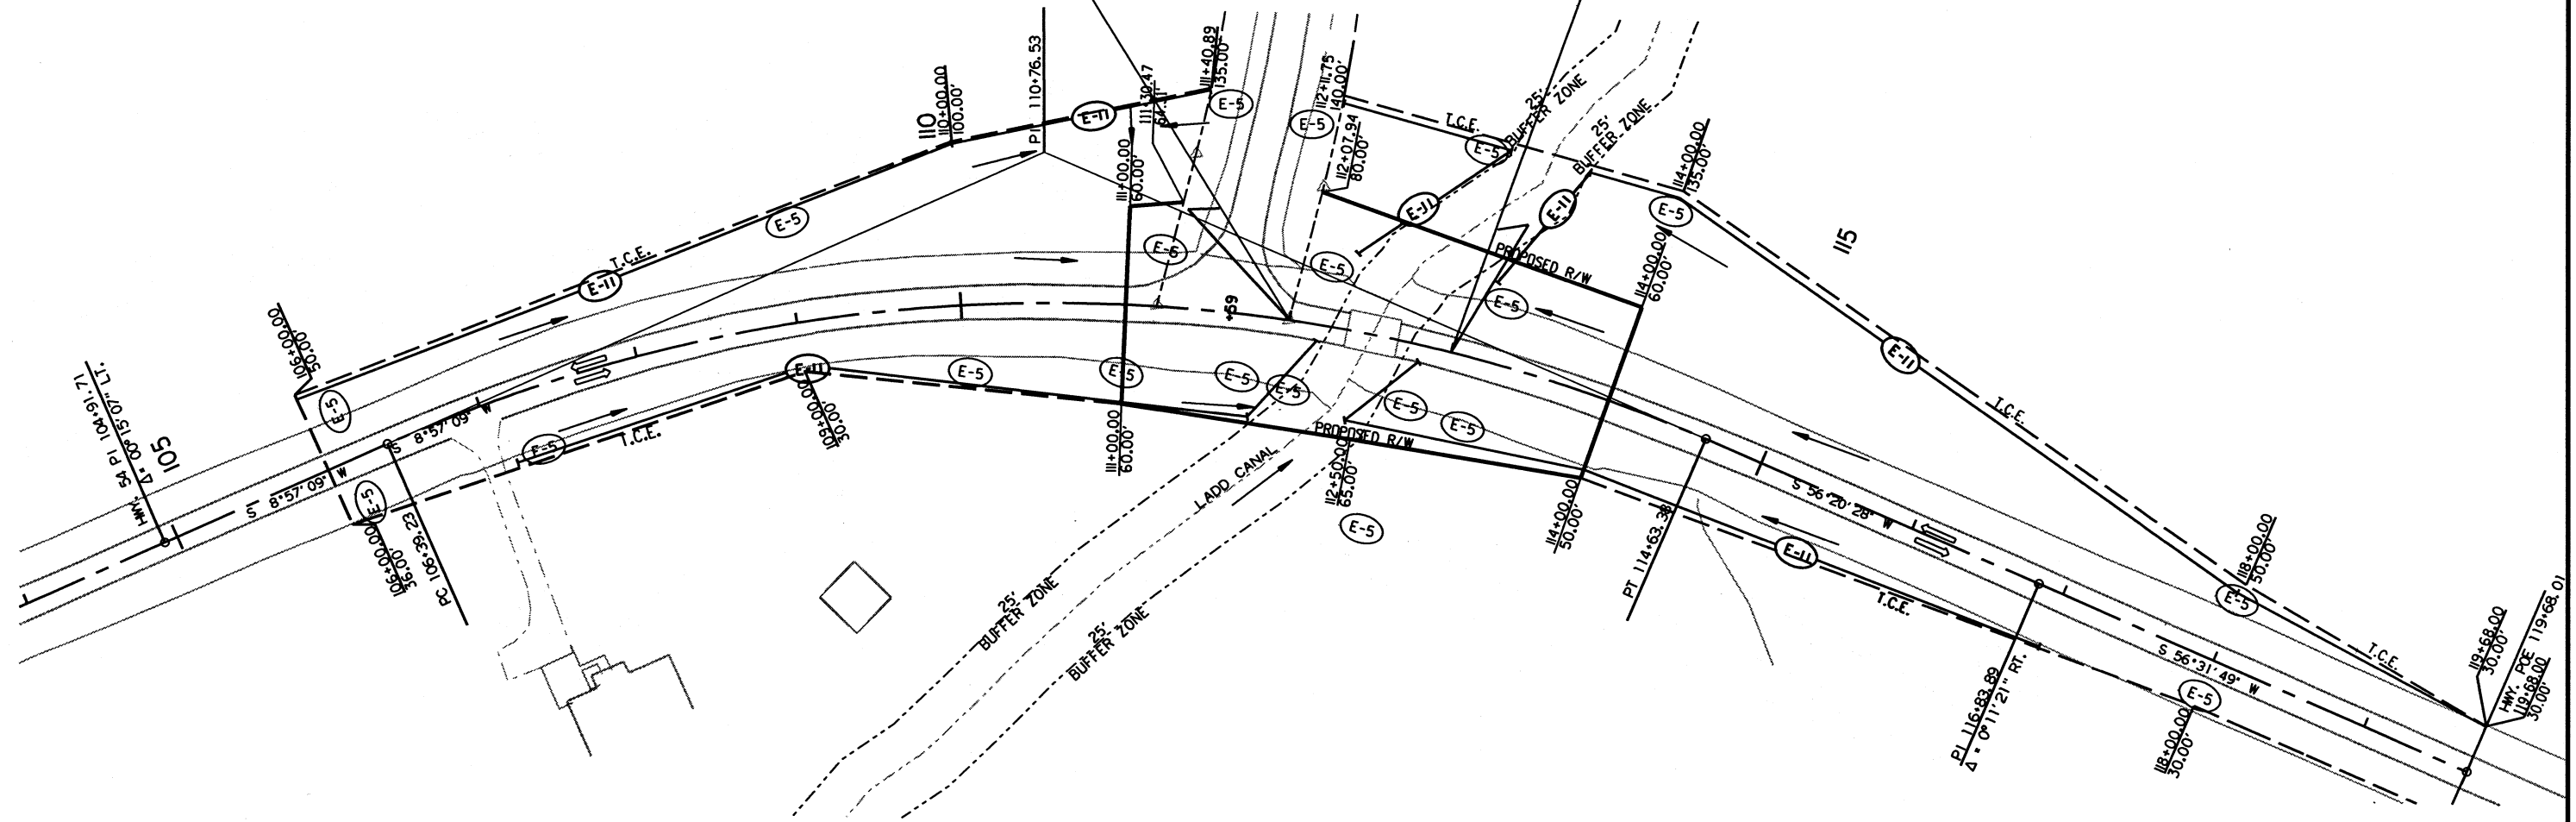 HWY. 54 PI 104+91.71
Δ= 00°15'07" LT.
105
106+00.00
50.00'
S 8°57'09" W
S 8°57'09" W
E-5
E-5
106+00.00
36.00'
PC 106+39.23
E-11
T.C.E.
E-5
E-5
T.C.E.
E-11
109+00.00
30.00'
110
110+00.00
100.00'
PI 110+76.53
E-11
111+30.47
111+40.89
135.00'
E-5
111+00.00
60.00'
E-5
E-5
E-5
+69
E-5
E-5
111+00.00
60.00'
E-5
112+11.75
140.00'
112+07.94
80.00'
T.C.E.
E-5
25'
BUFFER ZONE
25'
BUFFER ZONE
E-11
E-11
E-5
PROPOSED R/W
E-5
114+00.00
135.00'
E-5
114+00.00
60.00'
E-5
E-5
PROPOSED R/W
112+50.00
65.00'
E-5
LADD CANAL
25'
BUFFER ZONE
25'
BUFFER ZONE
114+00.00
50.00'
PT 114+63.38
115
E-11
T.C.E.
S 56°20'28" W
E-11
T.C.E.
PI 116+83.89
Δ = 0°11'21" RT.
118+00.00
50.00'
E-5
S 56°31'49" W
E-5
118+00.00
30.00'
T.C.E.
119+68.00
30.00'
HWY. POE 119+68.01
119+68.00
30.00'